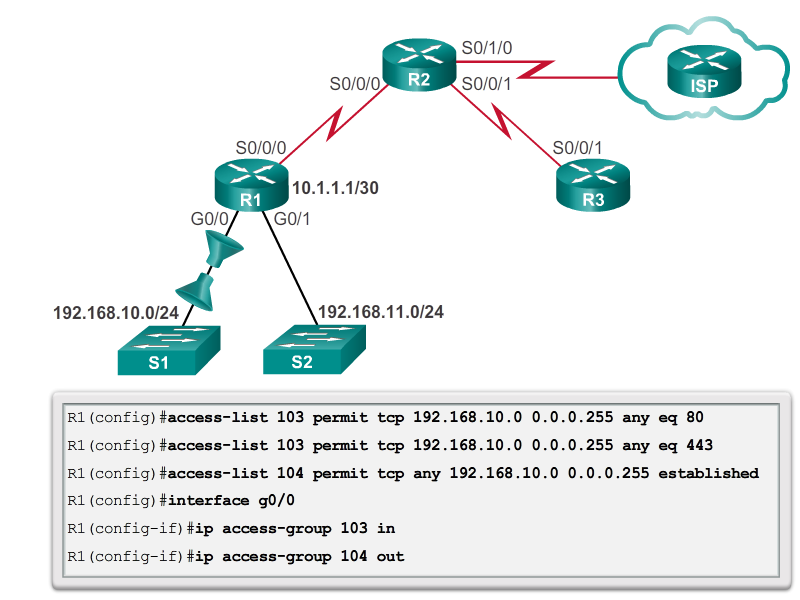 S0/1/0
R2
ISP
S0/0/0
S0/0/1
S0/0/0
S0/0/1
R1
10.1.1.1/30
R3
G0/0
G0/1
192.168.10.0/24
192.168.11.0/24
S1
S2
R1(config)#access-list 103 permit tcp 192.168.10.0 0.0.0.255 any eq 80
R1(config)#access-list 103 permit tcp 192.168.10.0 0.0.0.255 any eq 443
R1(config)#access-list 104 permit tcp any 192.168.10.0 0.0.0.255 established
R1(config)#interface g0/0
R1(config-if)#ip access-group 103 in
R1(config-if)#ip access-group 104 out